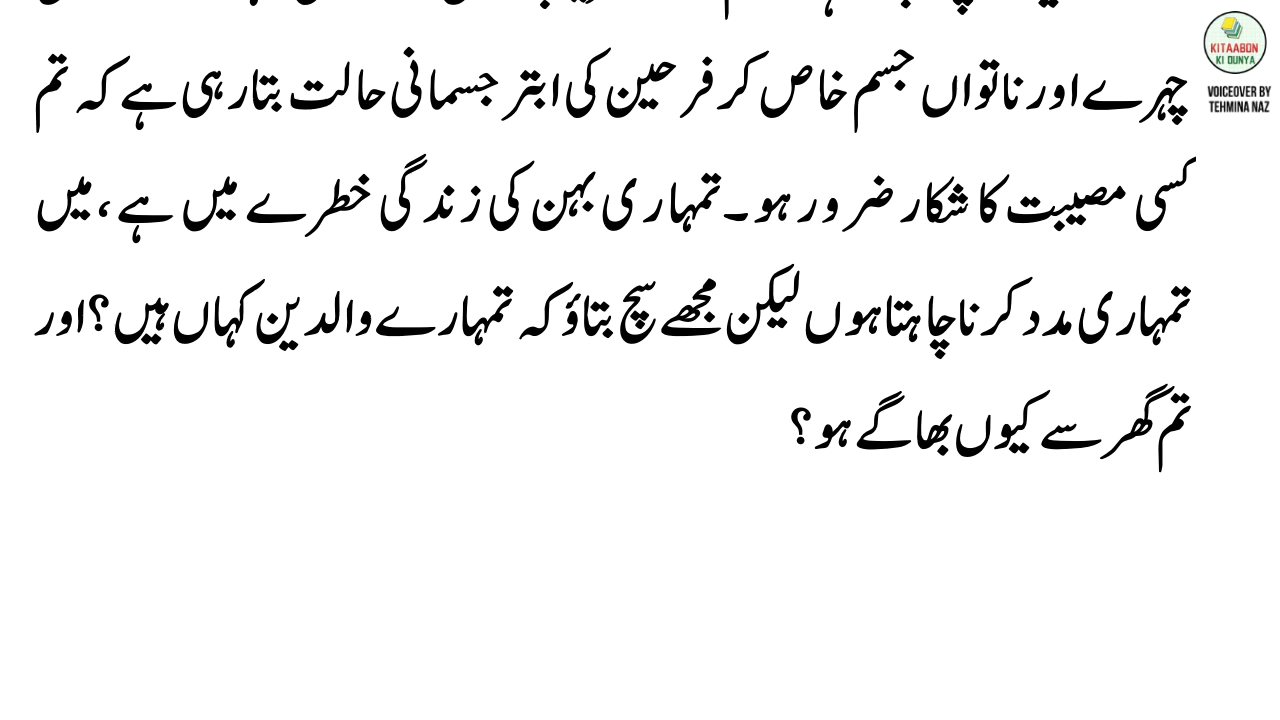 چہرے اور ناتواں جسم خاص کر فرحین کی ابتر جسمانی حالت بتارہی ہے کہ تم
کسی مصیبت کا شکار ضرور ہو۔ تمہاری بہن کی زندگی خطرے میں ہے، میں
تمہاری مدد کرنا چاہتا ہوں لیکن مجھے سچ بتاؤ کہ تمہارے والدین کہاں ہیں؟ اور
تم گھر سے کیوں بھاگے ہو؟
KITAABON
KI DUNYA
VOICEOVER BY
TEHMINA NAZ